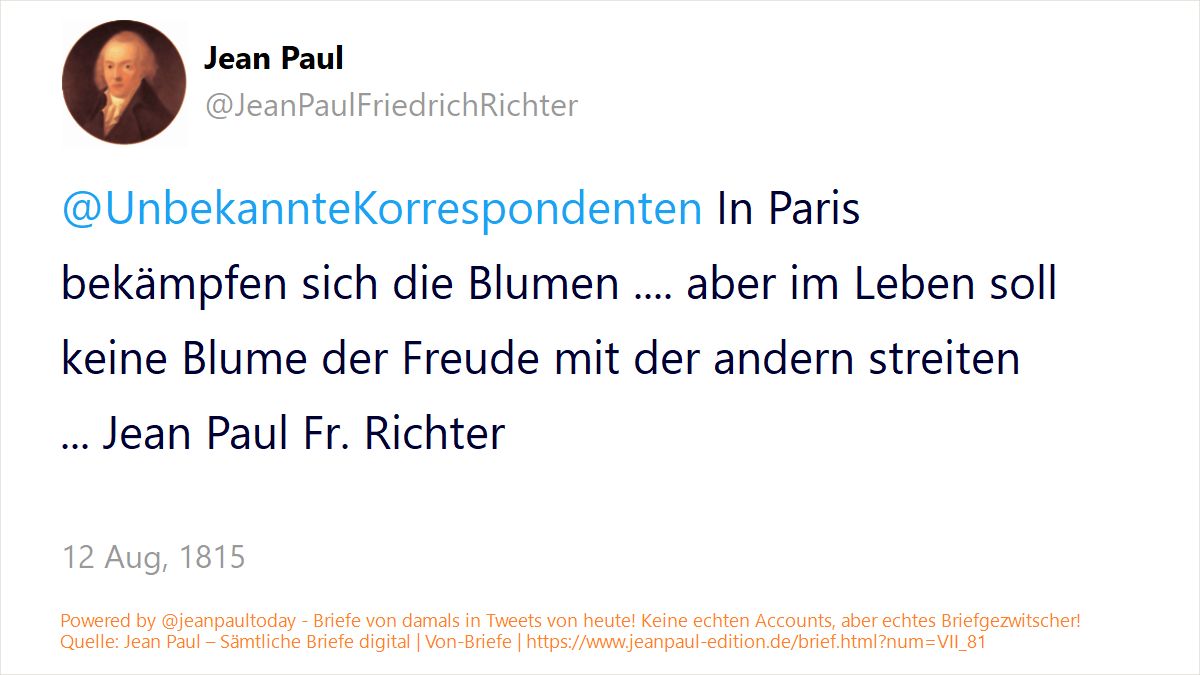 Jean Paul
@JeanPaulFriedrichRichter
@UnbekannteKorrespondenten In Paris
bekämpfen sich die Blumen .... aber im Leben soll
keine Blume der Freude mit der andern streiten
... Jean Paul Fr. Richter
12 Aug, 1815
Powered by @jeanpaultoday - Briefe von damals in Tweets von heute! Keine echten Accounts, aber echtes Briefgezwitscher!
Quelle: Jean Paul – Sämtliche Briefe digital | Von-Briefe | https://www.jeanpaul-edition.de/brief.html?num=VII_81